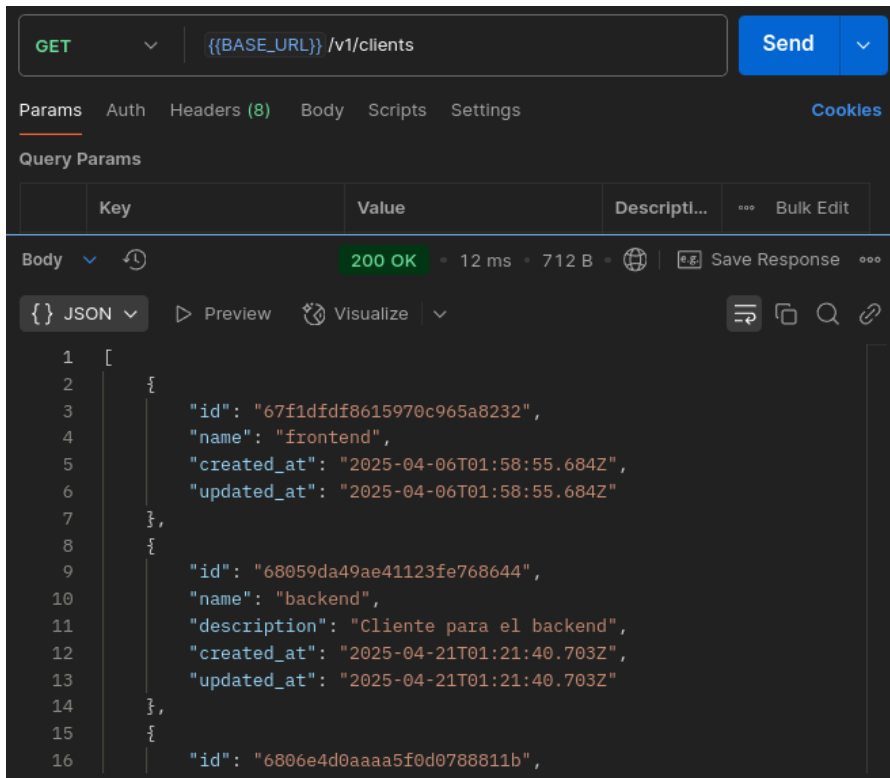 GET {{BASE_URL}} /v1/clients Send
Params Auth Headers (8) Body Scripts Settings Cookies
Query Params
Key Value Descripti... Bulk Edit
Body 200 OK 12 ms 712 B e.g. Save Response
{} JSON Preview Visualize
1 [
2 {
3 "id": "67f1dfdf8615970c965a8232",
4 "name": "frontend",
5 "created_at": "2025-04-06T01:58:55.684Z",
6 "updated_at": "2025-04-06T01:58:55.684Z"
7 },
8 {
9 "id": "68059da49ae41123fe768644",
10 "name": "backend",
11 "description": "Cliente para el backend",
12 "created_at": "2025-04-21T01:21:40.703Z",
13 "updated_at": "2025-04-21T01:21:40.703Z"
14 },
15 {
16 "id": "6806e4d0aaaa5f0d0788811b",